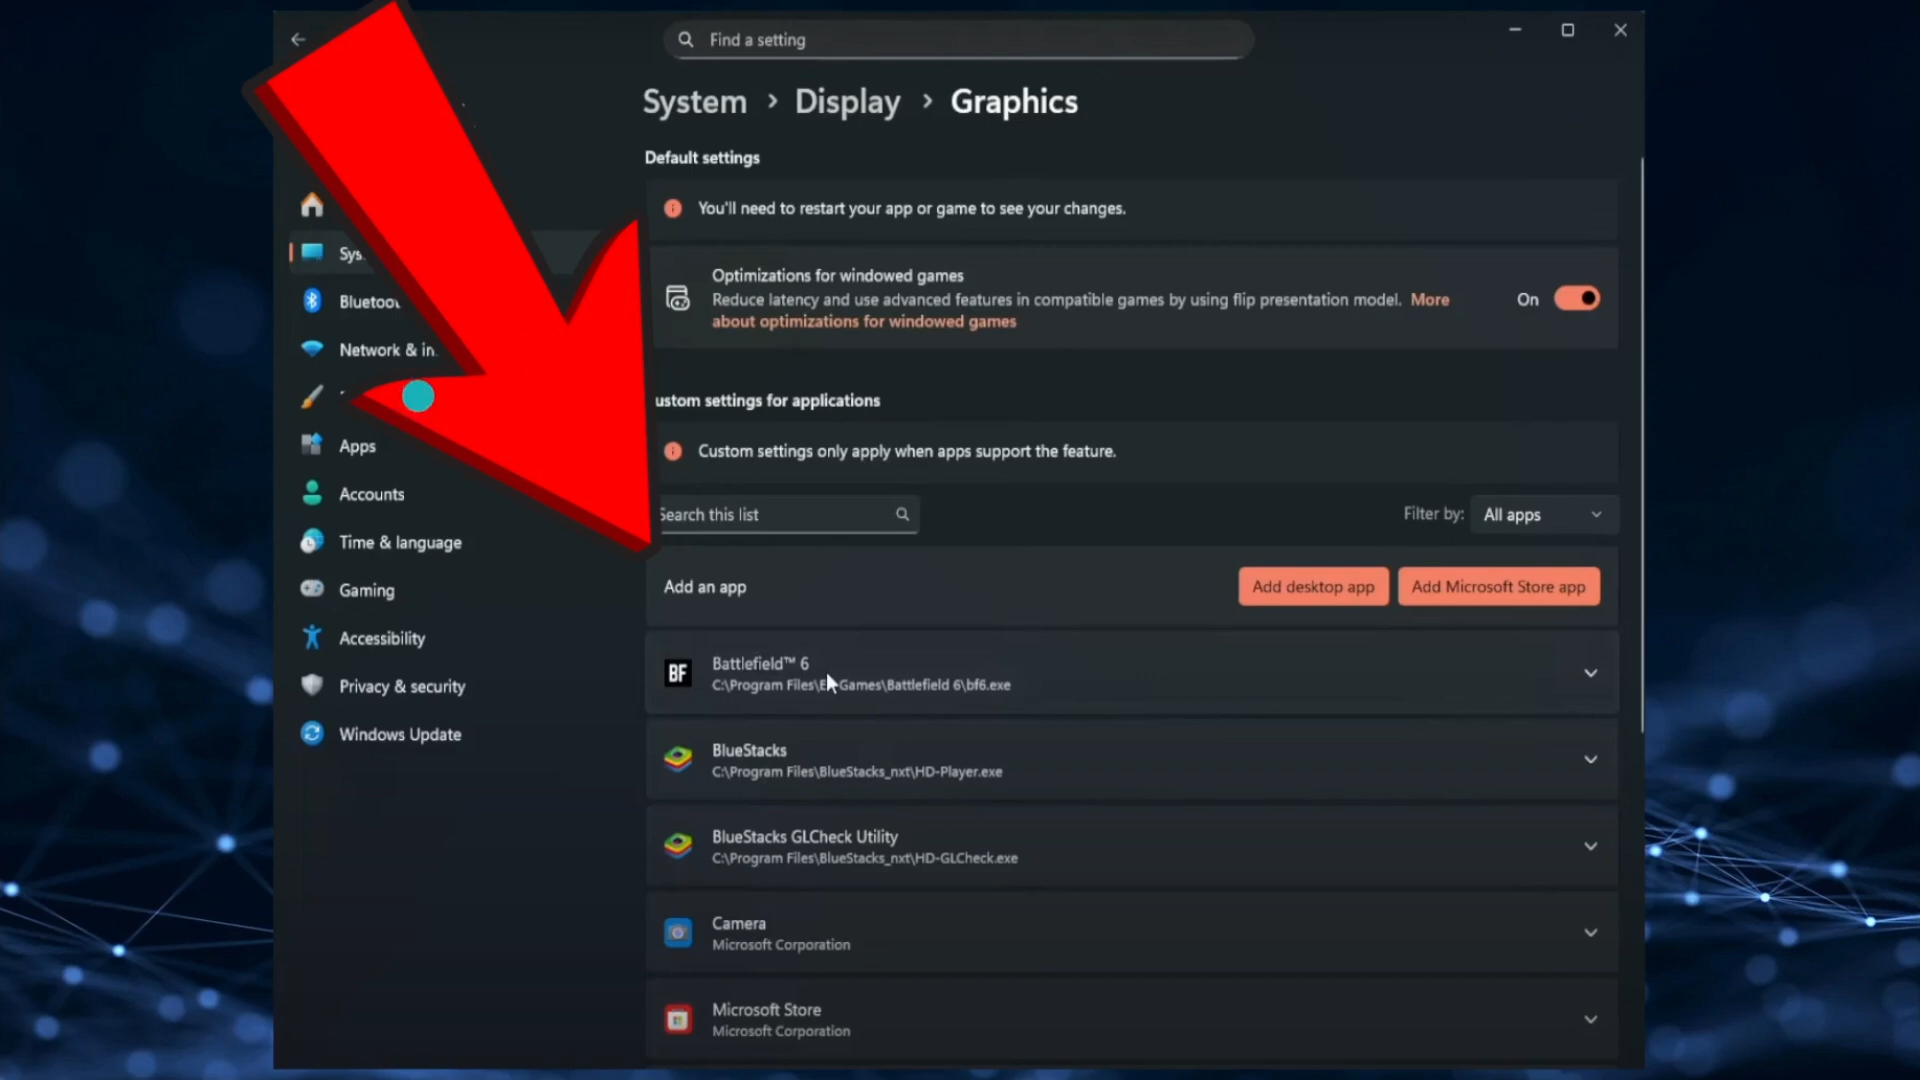 Find a setting
System > Display > Graphics
Default settings
You'll need to restart your app or game to see your changes.
Optimizations for windowed games
Reduce latency and use advanced features in compatible games by using flip presentation model. More
about optimizations for windowed games
On
ustom settings for applications
Custom settings only apply when apps support the feature.
Search this list
Filter by:
All apps
Add an app
Add desktop app
Add Microsoft Store app
BF
Battlefield™ 6
C:\Program Files\E Games\Battlefield 6\bf6.exe
BlueStacks
C:\Program Files\BlueStacks_nxt\HD-Player.exe
BlueStacks GLCheck Utility
C:\Program Files\BlueStacks_nxt\HD-GLCheck.exe
Camera
Microsoft Corporation
Microsoft Store
Microsoft Corporation
Sys
Bluetoo
Network & in
Apps
Accounts
Time & language
Gaming
Accessibility
Privacy & security
Windows Update